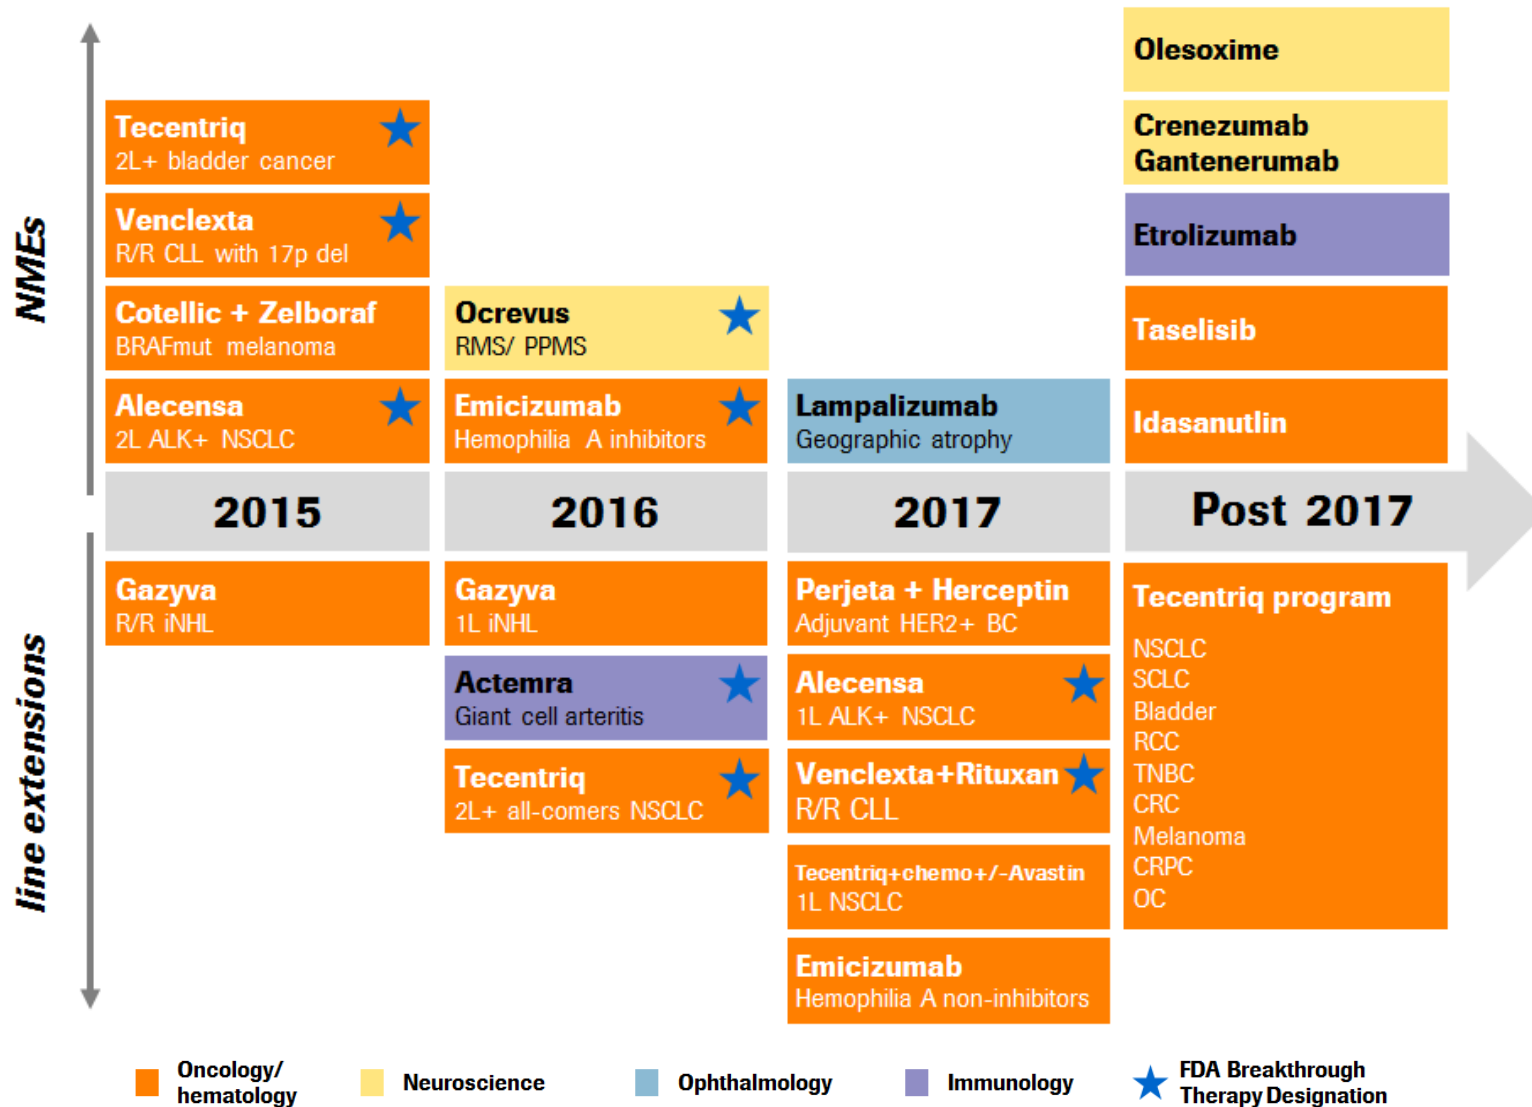 NMEs
line extensions
Tecentriq
2L+ bladder cancer
Venclexta
R/R CLL with 17p del
Cotellic + Zelboraf
BRAFmut melanoma
Alecensa
2L ALK+ NSCLC
2015
Gazyva
R/R iNHL
Ocrevus
RMS/ PPMS
Emicizumab
Hemophilia A inhibitors
2016
Gazyva
1L iNHL
Actemra
Giant cell arteritis
Tecentriq
2L+ all-comers NSCLC
Lampalizumab
Geographic atrophy
2017
Perjeta + Herceptin
Adjuvant HER2+ BC
Alecensa
1L ALK+ NSCLC
Venclexta+Rituxan
R/R CLL
Tecentriq+chemo+/-Avastin
1L NSCLC
Emicizumab
Hemophilia A non-inhibitors
Olesoxime
Crenezumab
Gantenerumab
Etrolizumab
Taselisib
Idasanutlin
Post 2017
Tecentriq program
NSCLC
SCLC
Bladder
RCC
TNBC
CRC
Melanoma
CRPC
OC
Oncology/
hematology
Neuroscience
Ophthalmology
Immunology
FDA Breakthrough
Therapy Designation